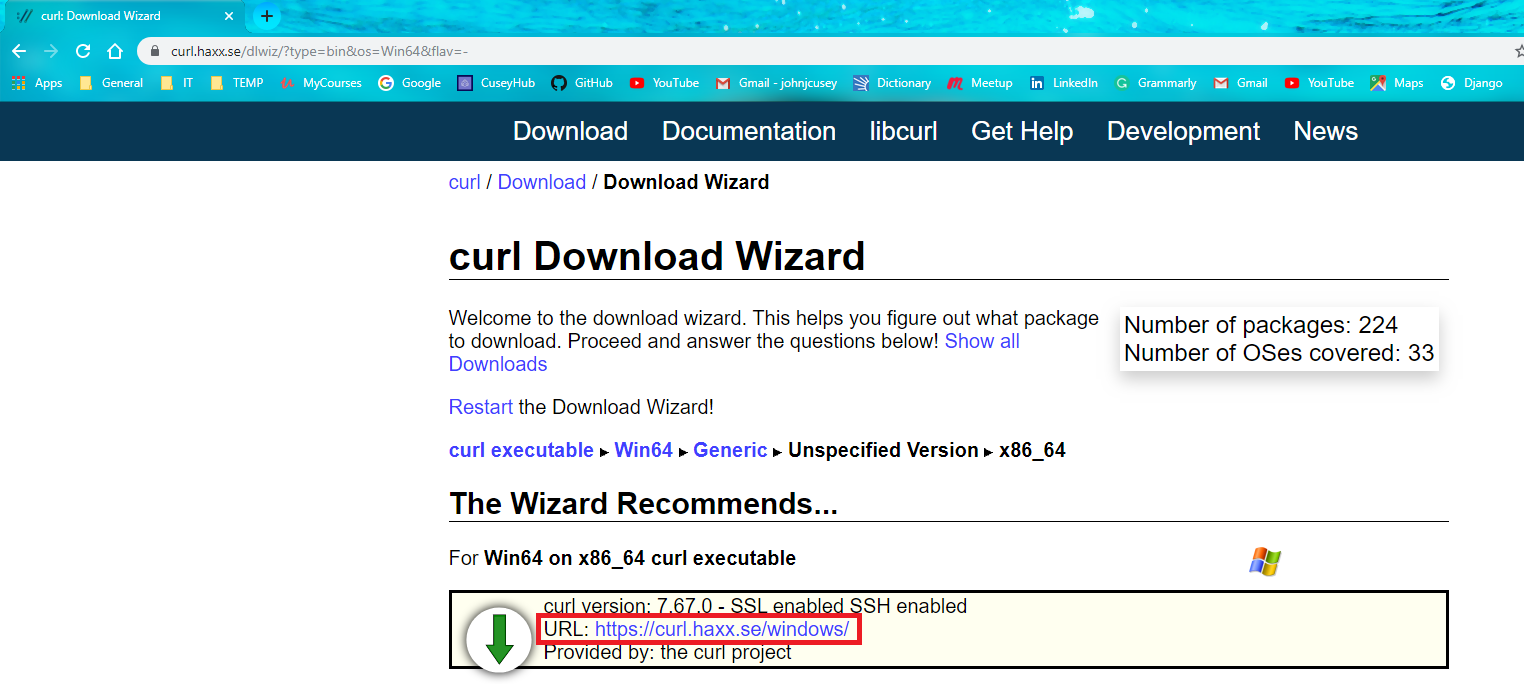 curl: Download Wizard
curl.haxx.se/dlwiz/?type=bin&os=Win64&flav=-
Apps General IT TEMP MyCourses Google CuseyHub GitHub YouTube Gmail - johnjcusey Dictionary Meetup LinkedIn Grammarly Gmail YouTube Maps Django
Download Documentation libcurl Get Help Development News
curl / Download / Download Wizard
curl Download Wizard
Welcome to the download wizard. This helps you figure out what package
to download. Proceed and answer the questions below! Show all
Downloads
Number of packages: 224
Number of OSes covered: 33
Restart the Download Wizard!
curl executable ▸ Win64 ▸ Generic ▸ Unspecified Version ▸ x86_64
The Wizard Recommends...
For Win64 on x86_64 curl executable
curl version: 7.67.0 - SSL enabled SSH enabled
URL: https://curl.haxx.se/windows/
Provided by: the curl project